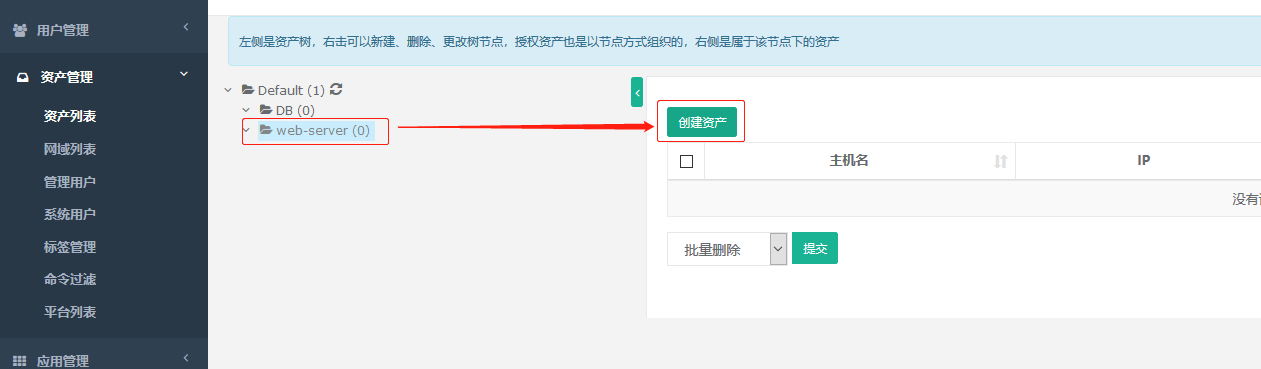 用户管理
资产管理
资产列表
网域列表
管理用户
系统用户
标签管理
命令过滤
平台列表
应用管理
左侧是资产树，右击可以新建、删除、更改树节点，授权资产也是以节点方式组织的，右侧是属于该节点下的资产
Default (1)
DB (0)
web-server (0)
创建资产
主机名 IP
没有
批量删除 提交